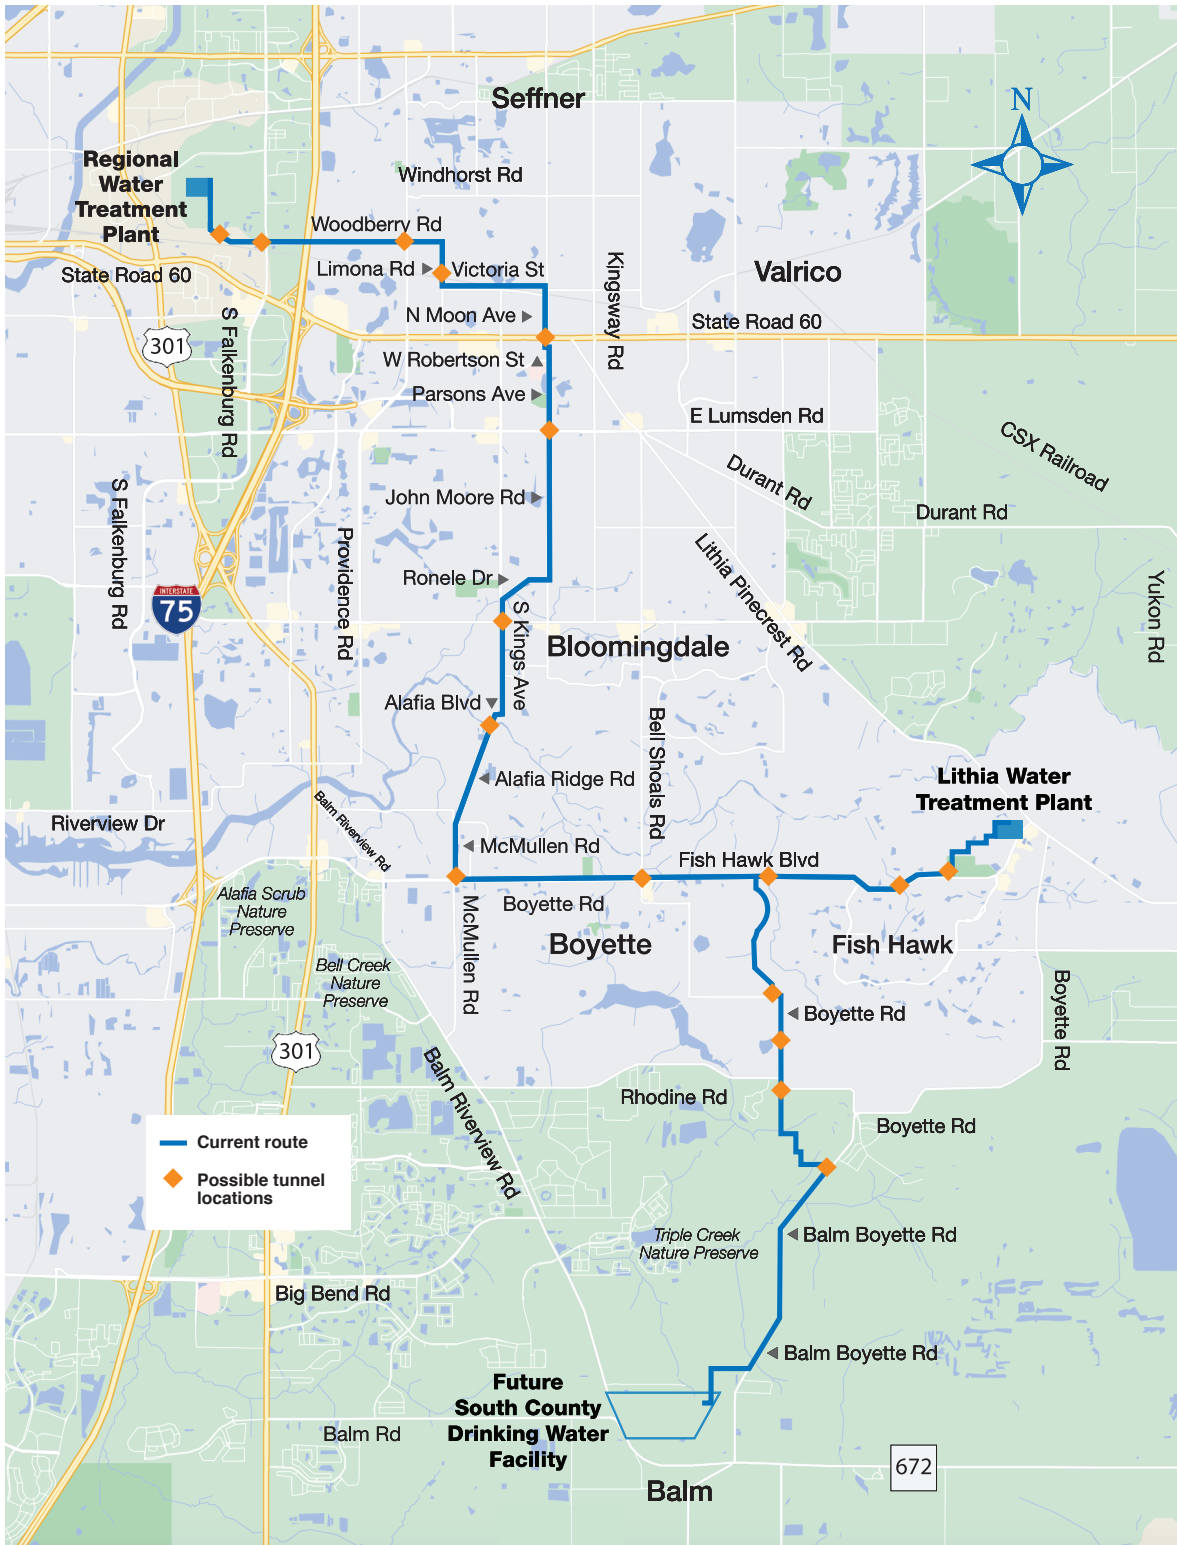 Seffner
N
Regional
Water
Treatment
Plant
Windhorst Rd
Woodberry Rd
State Road 60
Limona Rd
Victoria St
Kingsway Rd
Valrico
N Moon Ave
State Road 60
301
S Falkenburg Rd
W Robertson St
Parsons Ave
E Lumsden Rd
CSX Railroad
Durant Rd
Durant Rd
S Falkenburg Rd
John Moore Rd
Providence Rd
Lithia Pinecrest Rd
Yukon Rd
Ronele Dr
INTERSTATE
75
S Kings Ave
Bloomingdale
Alafia Blvd
Bell Shoals Rd
Alafia Ridge Rd
Lithia Water
Treatment Plant
Balm Riverview Rd
Riverview Dr
McMullen Rd
Fish Hawk Blvd
Alafia Scrub
Nature
Preserve
McMullen Rd
Boyette Rd
Boyette
Fish Hawk
Bell Creek
Nature
Preserve
Boyette Rd
Boyette Rd
301
Balm Riverview Rd
Rhodine Rd
Boyette Rd
Current route
Possible tunnel
locations
Triple Creek
Nature Preserve
Balm Boyette Rd
Big Bend Rd
Balm Boyette Rd
Future
South County
Drinking Water
Facility
Balm Rd
672
Balm